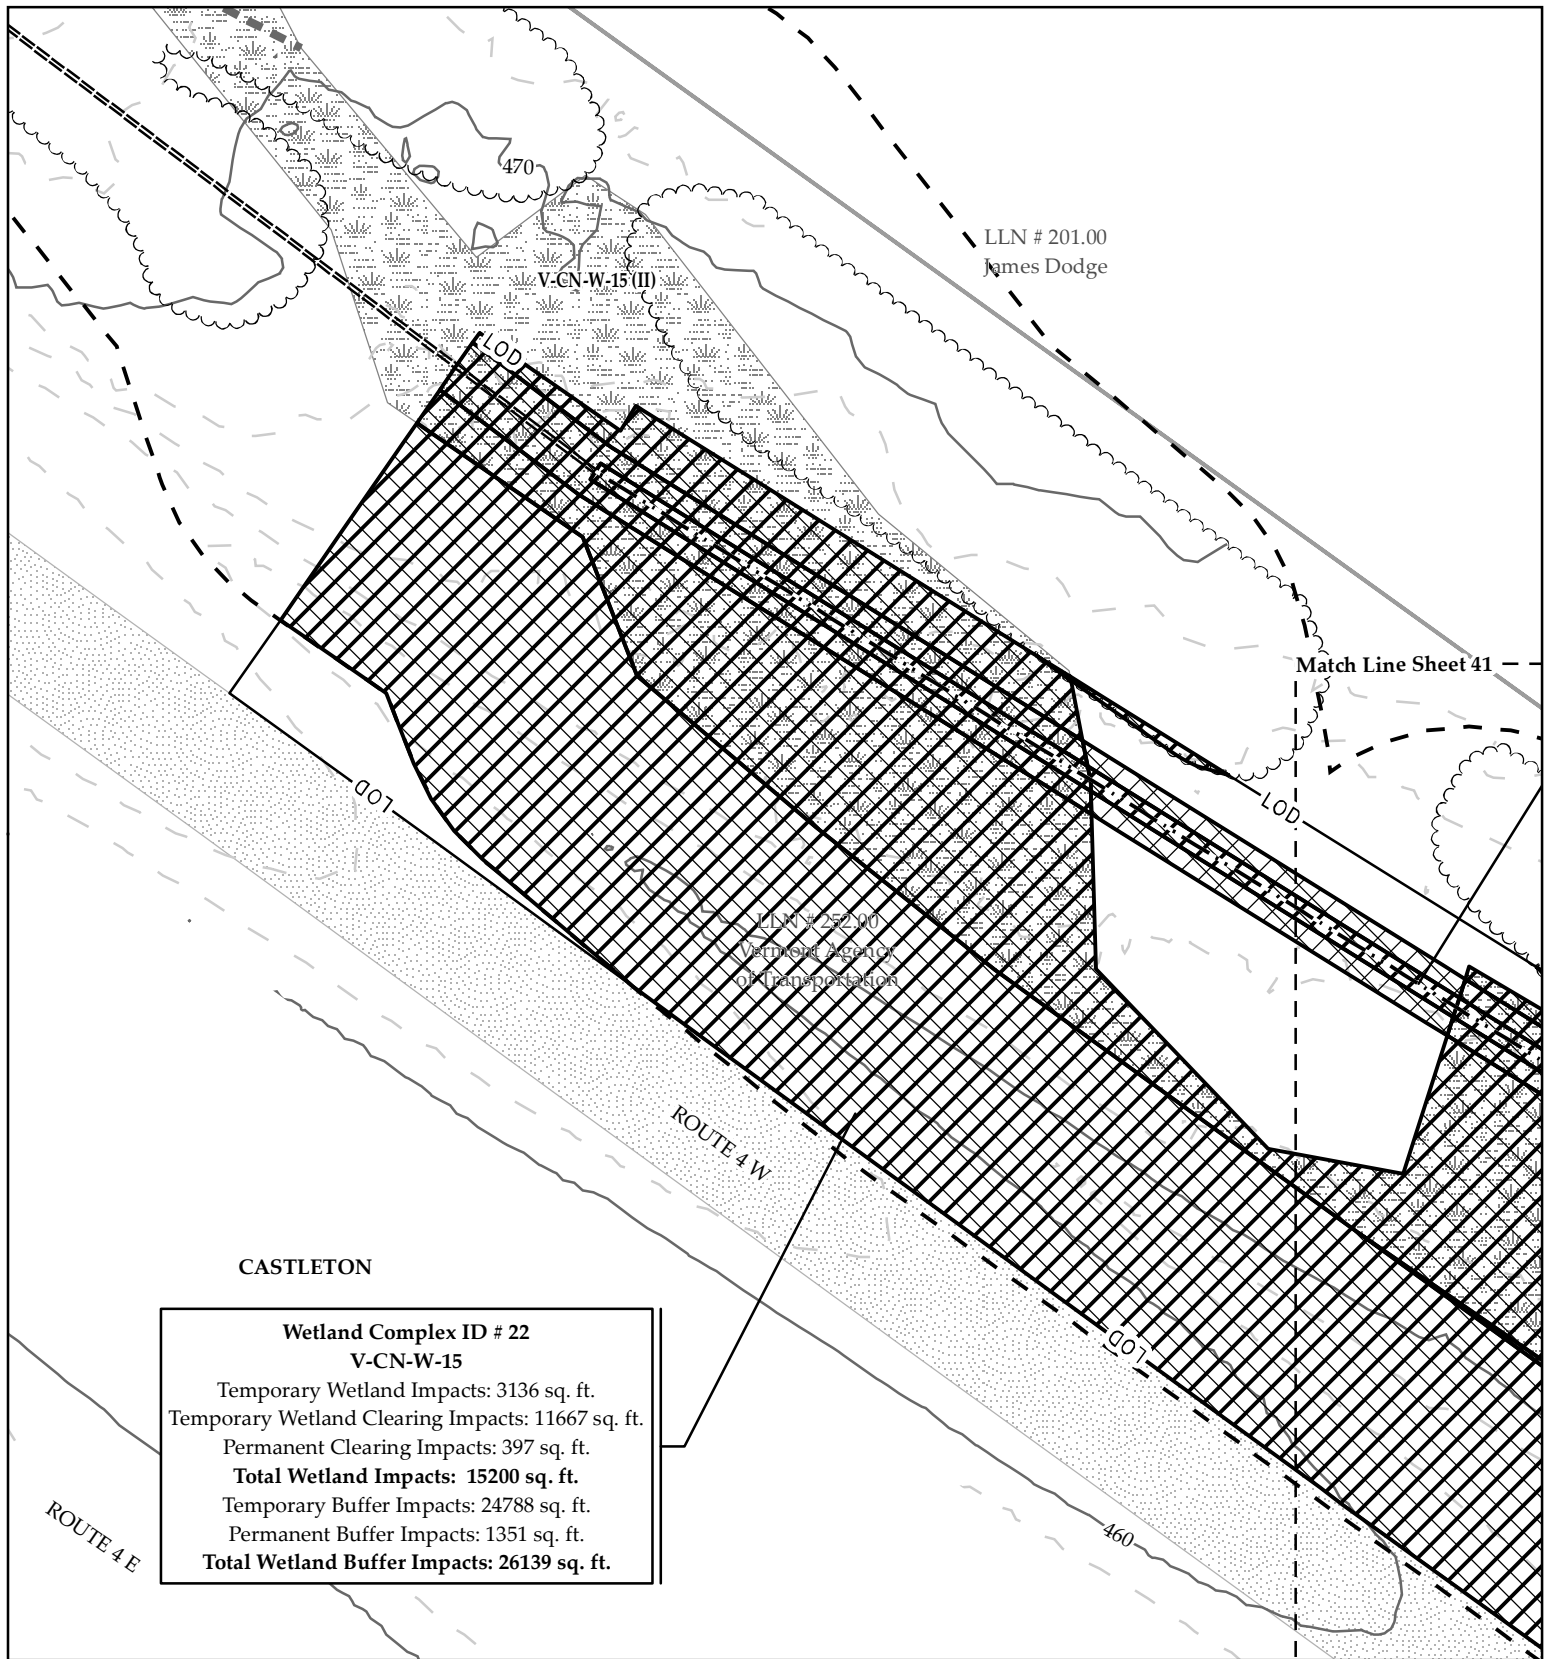 470
LLN # 201.00
James Dodge
V-CN-W-15 (II)
LOD
Match Line Sheet 41
LOD
LOD
LLN # 252.00
Vermont Agency
of Transportation
ROUTE 4 W
CASTLETON
LOD
Wetland Complex ID # 22
V-CN-W-15
Temporary Wetland Impacts: 3136 sq. ft.
Temporary Wetland Clearing Impacts: 11667 sq. ft.
Permanent Clearing Impacts: 397 sq. ft.
Total Wetland Impacts:  15200 sq. ft.
Temporary Buffer Impacts: 24788 sq. ft.
Permanent Buffer Impacts: 1351 sq. ft.
Total Wetland Buffer Impacts: 26139 sq. ft.
ROUTE 4 E
460